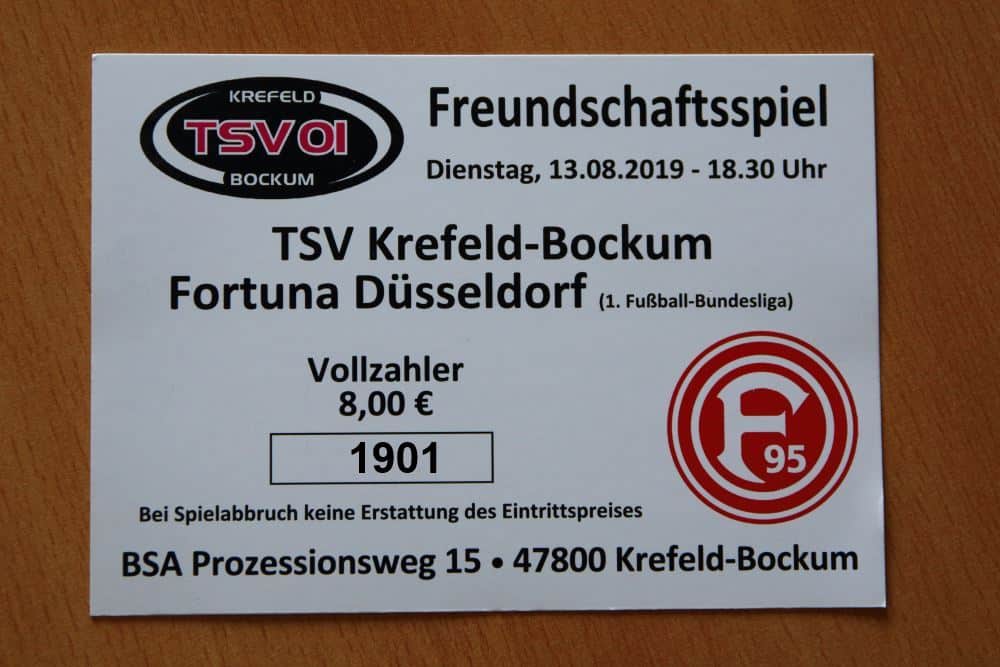 KREFELD
TSV 01
BOCKUM
Freundschaftsspiel
Dienstag, 13.08.2019 - 18.30 Uhr
TSV Krefeld-Bockum
Fortuna Düsseldorf (1. Fußball-Bundesliga)
Vollzahler
8,00 €
1901
F 95
Bei Spielabbruch keine Erstattung des Eintrittspreises
BSA Prozessionsweg 15 • 47800 Krefeld-Bockum